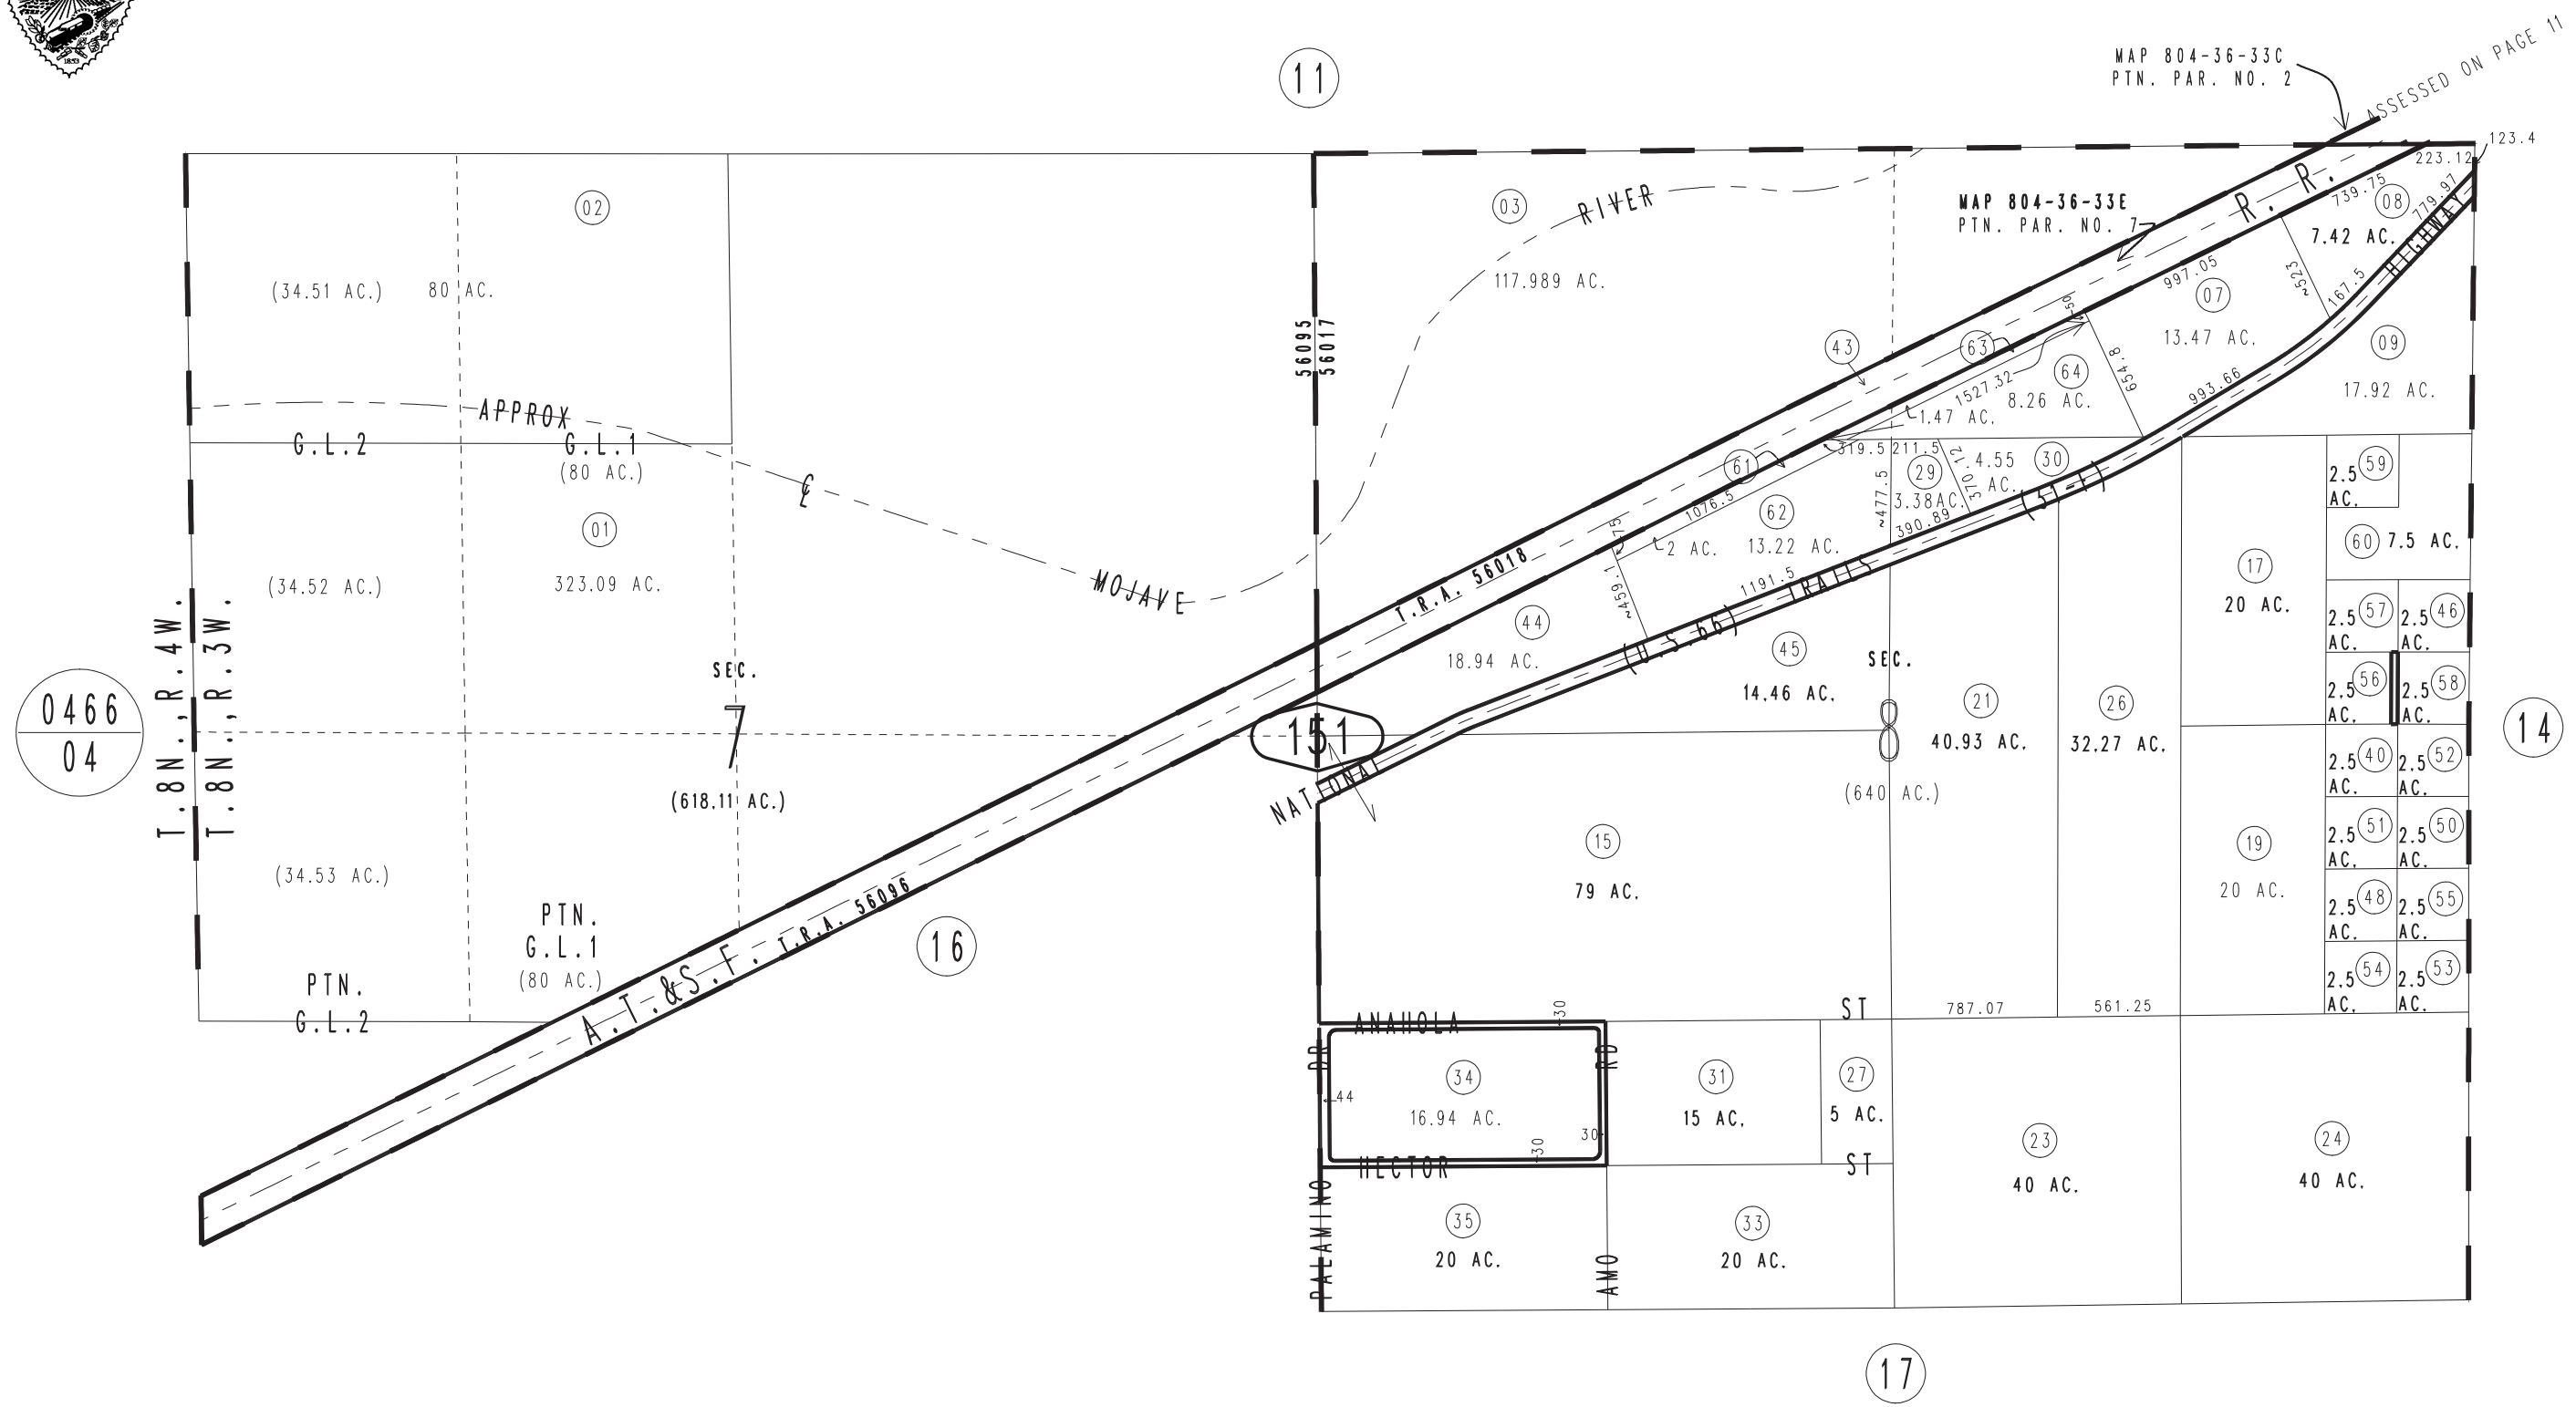 1853
11
MAP 804-36-33C
PTN. PAR. NO. 2
ASSESSED ON PAGE 11
123.4
223.12
02
03
RIVER
MAP 804-36-33E
PTN. PAR. NO. 7
R. R.
739.75
08
779.97
7.42 AC.
HIGHWAY
(34.51 AC.)
80 AC.
117.989 AC.
997.05
~523
167.5
07
13.47 AC.
50
09
17.92 AC.
56095
56017
43
63
64
654.8
993.66
1527.32
8.26 AC.
1.47 AC.
APPROX
G.L.2
G.L.1
(80 AC.)
℄
01
323.09 AC.
(34.52 AC.)
MOJAVE
61
319.5
211.5
29
3.38AC.
370.12
4.55
AC.
30
~477.5
390.89
(51-1)
1076.5
62
13.22 AC.
~75
2 AC.
~459.1
1191.5
TRAILS
(U.S.66)
T.R.A. 56018
44
18.94 AC.
45
14.46 AC.
SEC.
8
(640 AC.)
21
40.93 AC.
26
32.27 AC.
17
20 AC.
2.5
AC.
59
60
7.5 AC.
2.5
AC.
57
2.5
AC.
46
2.5
AC.
56
2.5
AC.
58
2.5
AC.
40
2.5
AC.
52
2.5
AC.
51
2.5
AC.
50
2.5
AC.
48
2.5
AC.
55
2.5
AC.
54
2.5
AC.
53
19
20 AC.
14
0466
04
T.8N.,R.4W.
T.8N.,R.3W.
SEC.
7
(618.11 AC.)
151
NATIONAL
15
79 AC.
(34.53 AC.)
PTN.
G.L.1
(80 AC.)
PTN.
G.L.2
A.T.&S.F.
T.R.A. 56096
16
787.07
561.25
ANAHOLA
ST
30
DR
RD
44
34
16.94 AC.
30
30
31
15 AC.
27
5 AC.
HECTOR
ST
23
40 AC.
24
40 AC.
PALAMINO
35
20 AC.
AMO
33
20 AC.
17